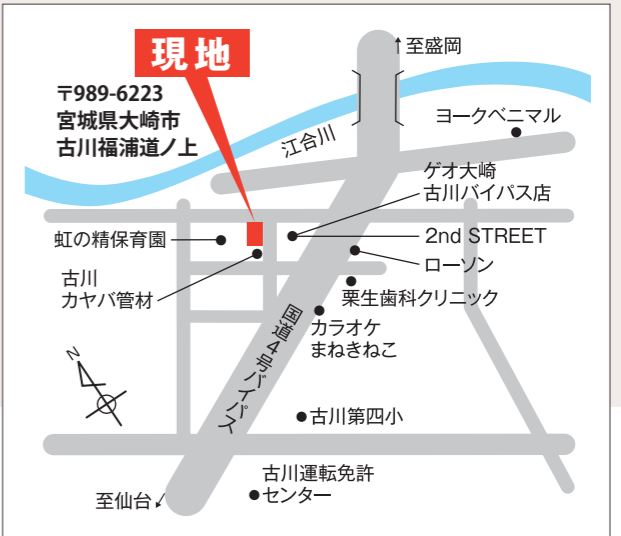 現地
↑至盛岡
〒989-6223
宮城県大崎市
古川福浦道ノ上
ヨークベニマル
江合川
ゲオ大崎
古川バイパス店
虹の精保育園
2nd STREET
ローソン
古川
カヤバ管材
栗生歯科クリニック
国道4号バイパス
カラオケ
まねきねこ
N
古川第四小
古川運転免許
センター
至仙台↙